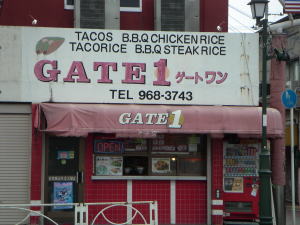 TACOS B.B.Q CHICKEN RICE
TACORICE B.B.Q STEAK RICE
GATE 1 ゲートワン
TEL 968-3743
GATE 1
OPEN